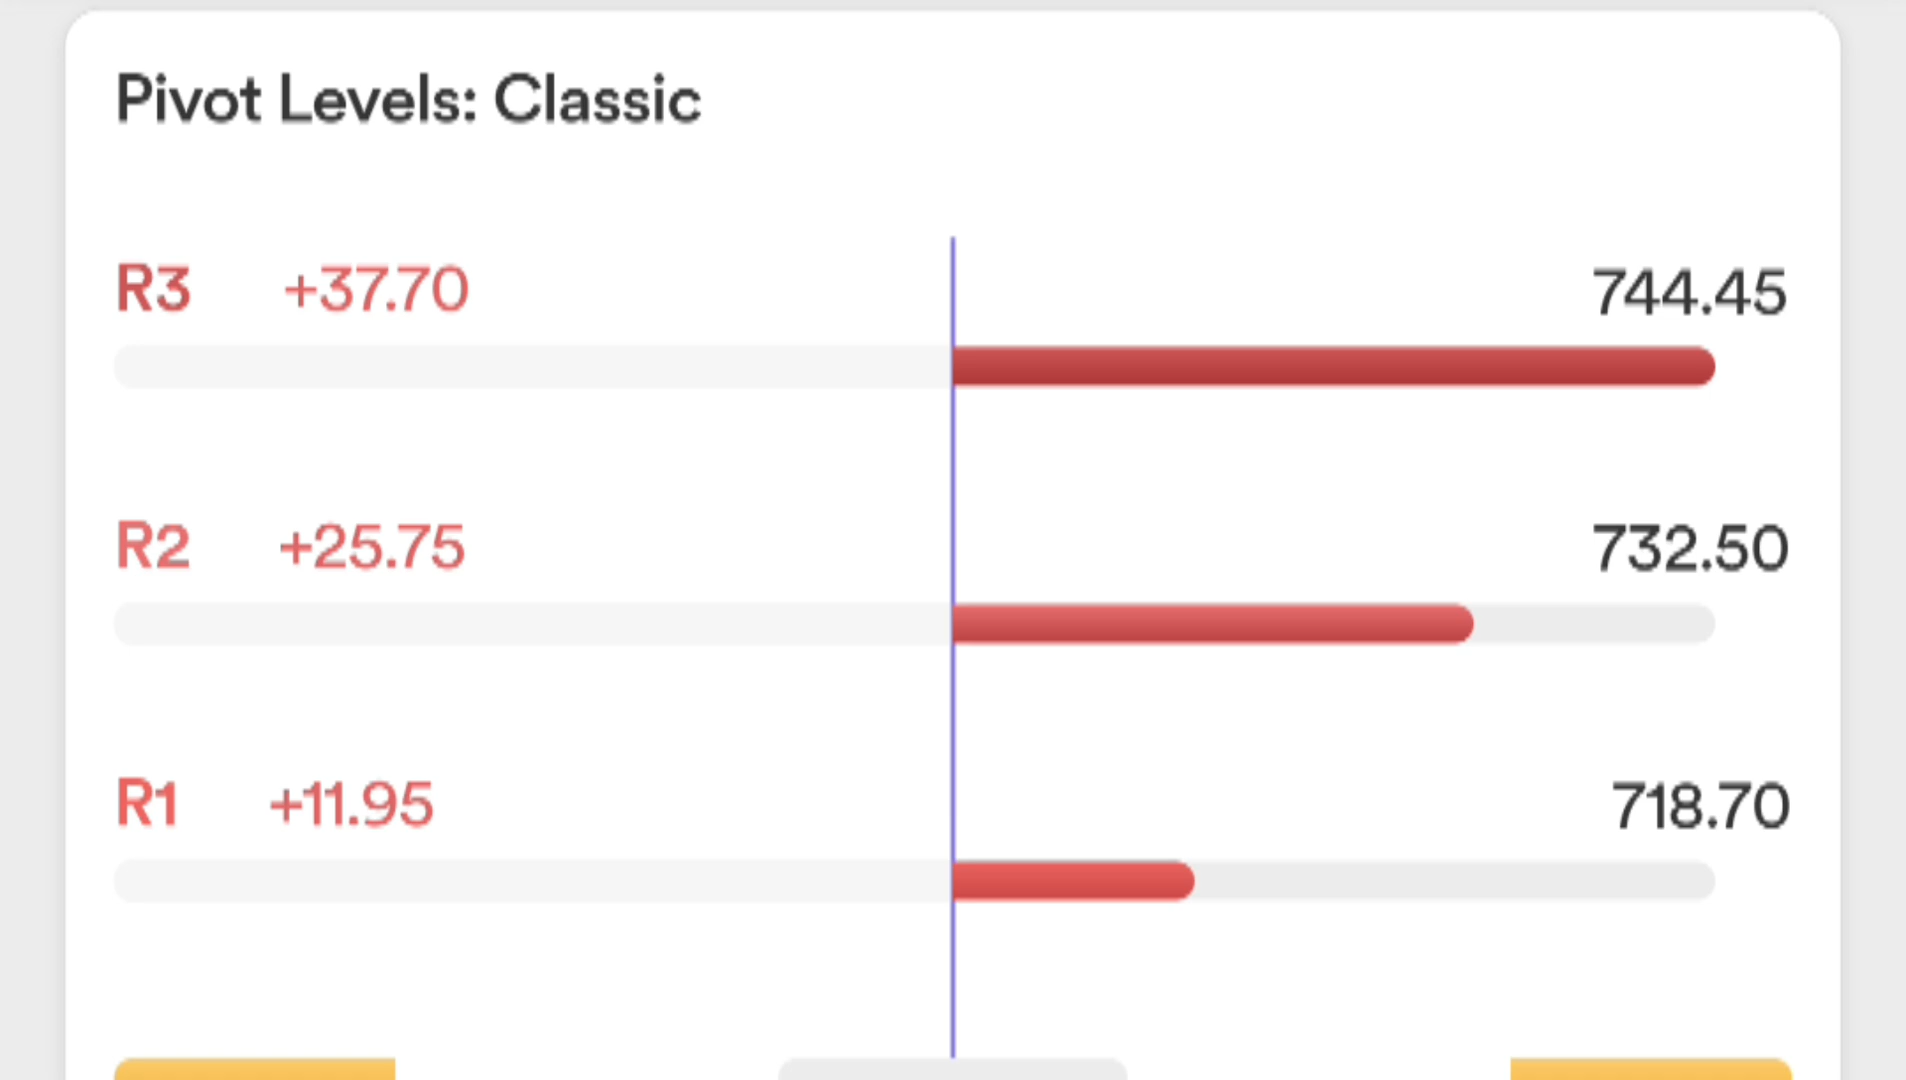 Pivot Levels: Classic
R3 +37.70 744.45
R2 +25.75 732.50
R1 +11.95 718.70